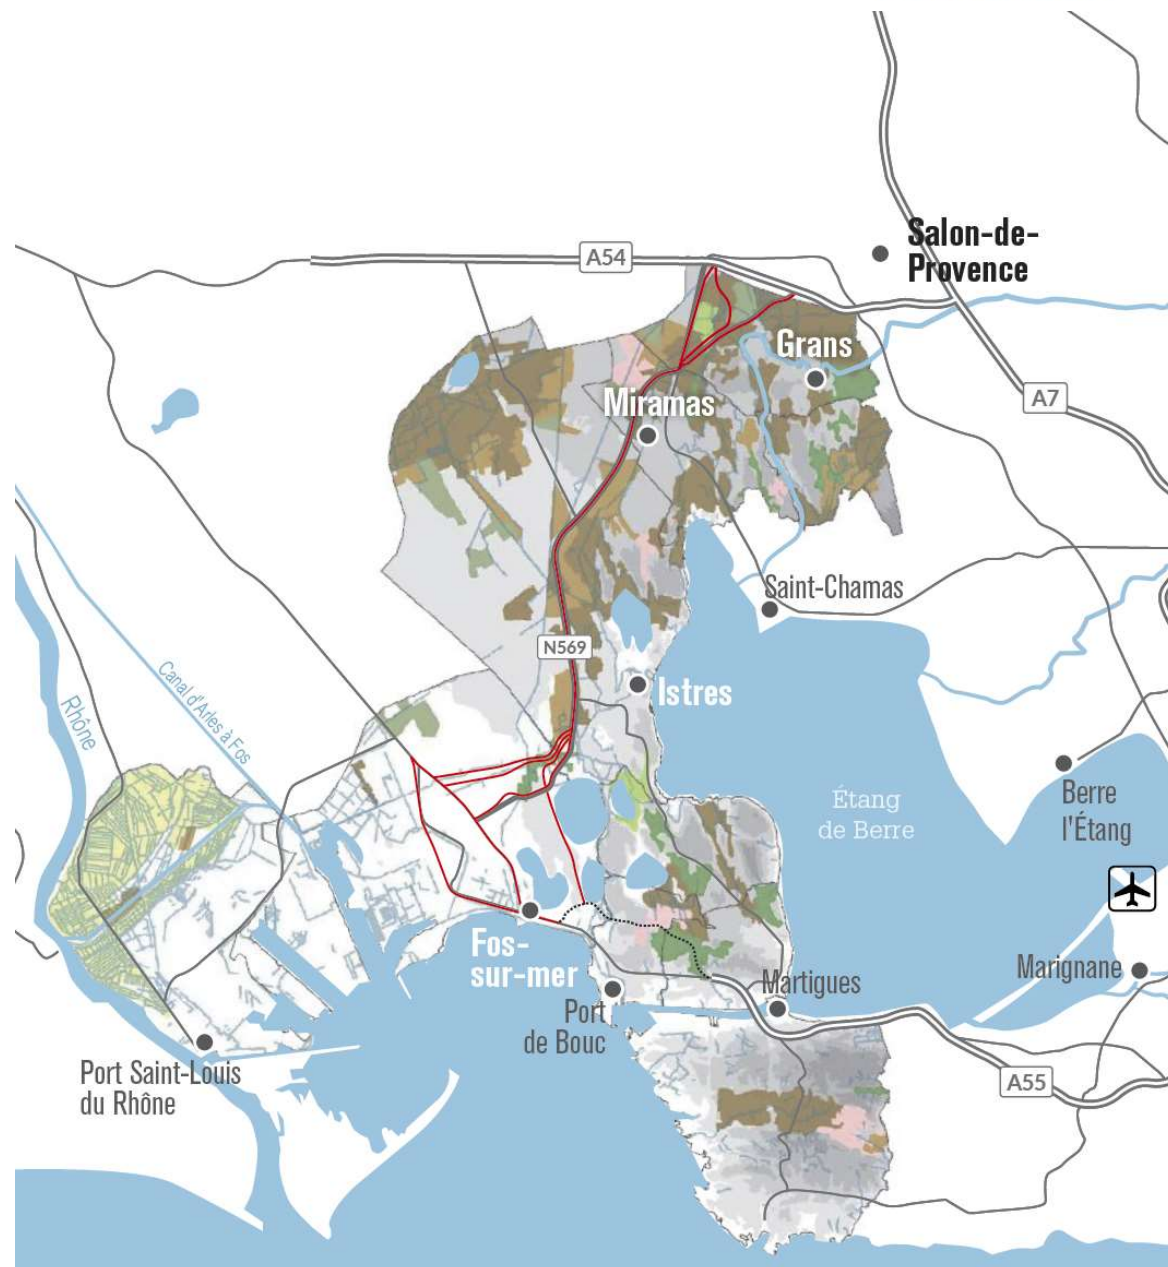 Salon-de-
Provence
A54
Grans
A7
Miramas
Saint-Chamas
N569
Canal d'Arles à Fos
Rhône
Istres
Étang
de Berre
Berre
l'Étang
Fos-
sur-mer
Marignane
Martigues
Port
de Bouc
Port Saint-Louis
du Rhône
A55